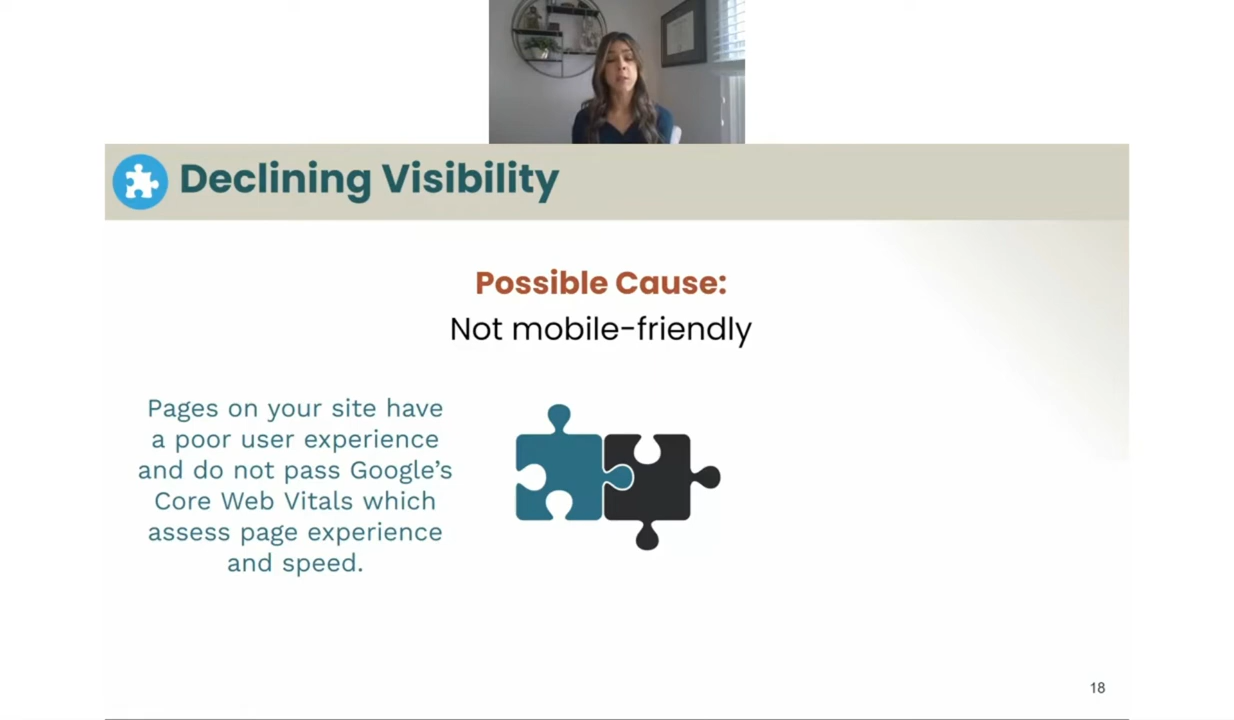 Declining Visibility
Possible Cause:
Not mobile-friendly
Pages on your site have
a poor user experience
and do not pass Google's
Core Web Vitals which
assess page experience
and speed.
18